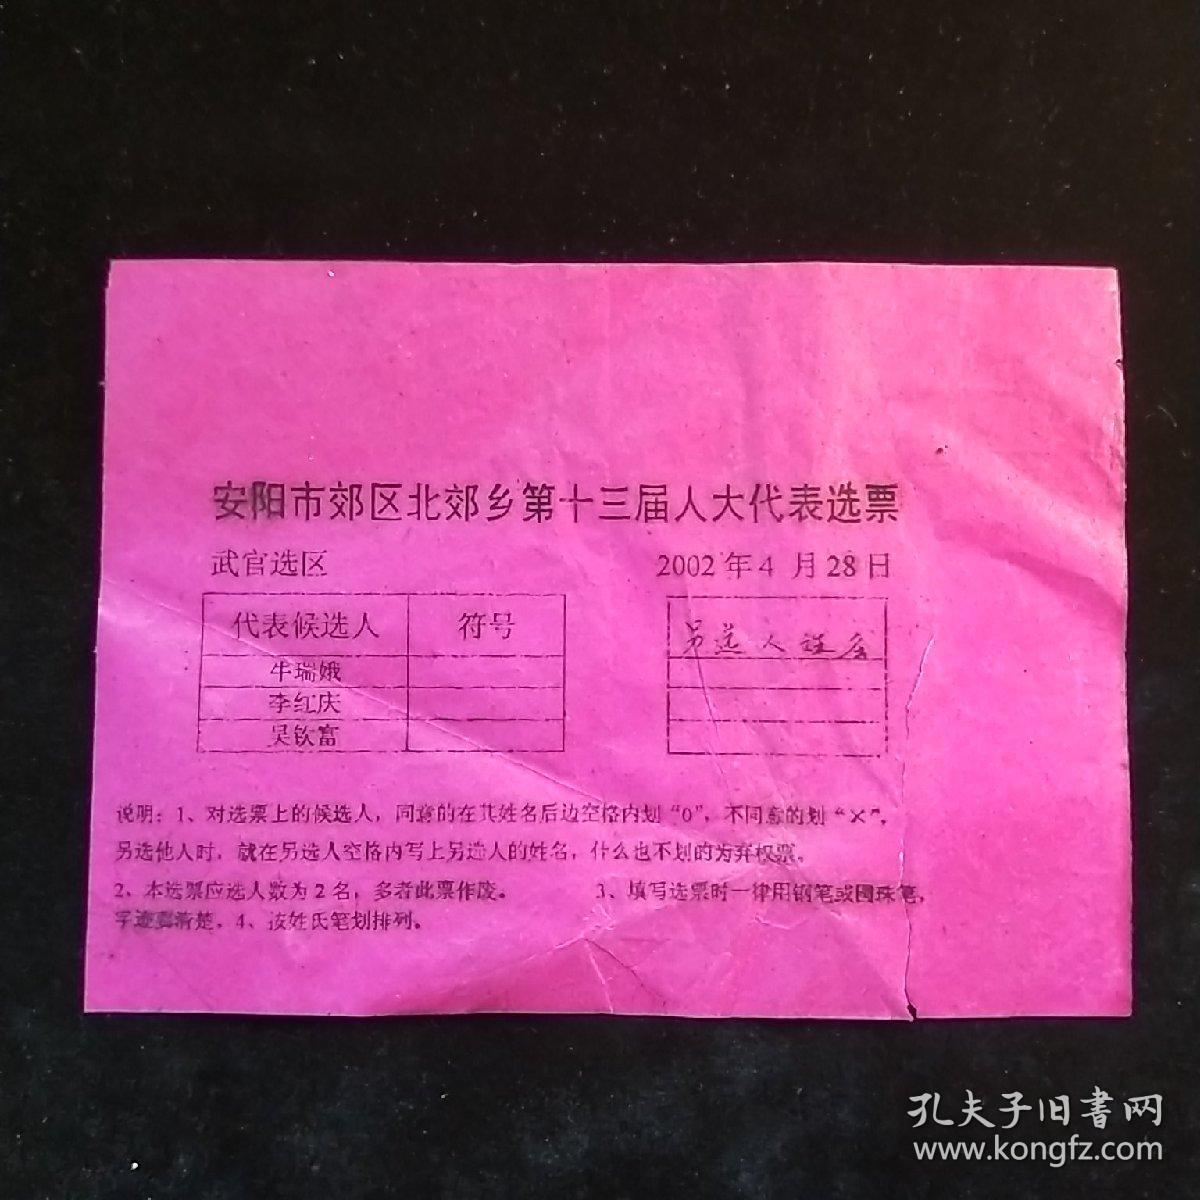 安阳市郊区北郊乡第十三届人大代表选票
武官选区 2002年4 月28日
代表候选人 符号
牛瑞娥
李红庆
吴钦富
另选人姓名
说明：1、对选票上的候选人，同意的在其姓名后边空格内划“0”，不同意的划“×”，
另选他人时，就在另选人空格内写上另选人的姓名，什么也不划的为弃权票。
2、本选票应选人数为2名，多者此票作废。 3、填写选票时一律用钢笔或圆珠笔，
字迹要清楚，4、按姓氏笔划排列。
孔夫子旧書网
www.kongfz.com